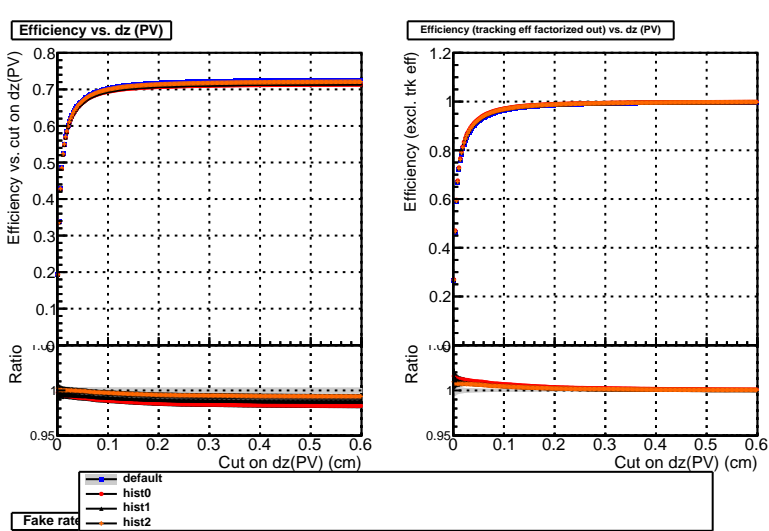 Efficiency vs. dz (PV)
Efficiency vs. cut on dz(PV)
0.8
0.7
0.6
0.5
0.4
0.3
0.2
0.1
0
Ratio
1
0.95
0 0.1 0.2 0.3 0.4 0.5 0.6
Cut on dz(PV) (cm)
Efficiency (tracking eff factorized out) vs. dz (PV)
Efficiency (excl. trk eff)
1.2
1
0.8
0.6
0.4
0.2
Ratio
1
0.95
0 0.1 0.2 0.3 0.4 0.5 0.6
Cut on dz(PV) (cm)
default
hist0
hist1
hist2
Fake rate